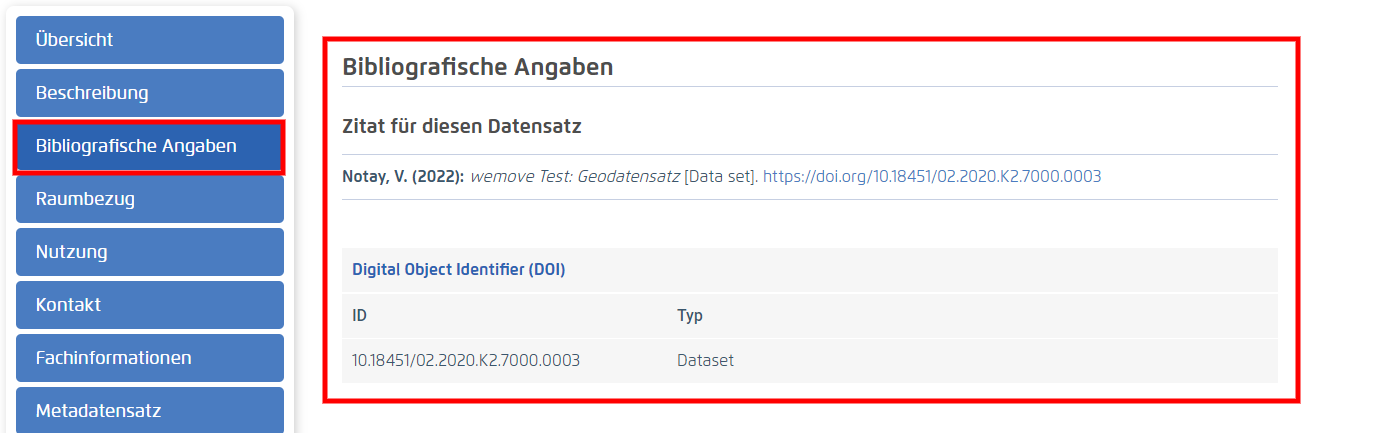 Übersicht
Beschreibung
Bibliografische Angaben
Raumbezug
Nutzung
Kontakt
Fachinformationen
Metadatensatz
Bibliografische Angaben
Zitat für diesen Datensatz
Notay, V. (2022): wemove Test: Geodatensatz [Data set]. https://doi.org/10.18451/02.2020.K2.7000.0003
Digital Object Identifier (DOI)
ID Typ
10.18451/02.2020.K2.7000.0003 Dataset